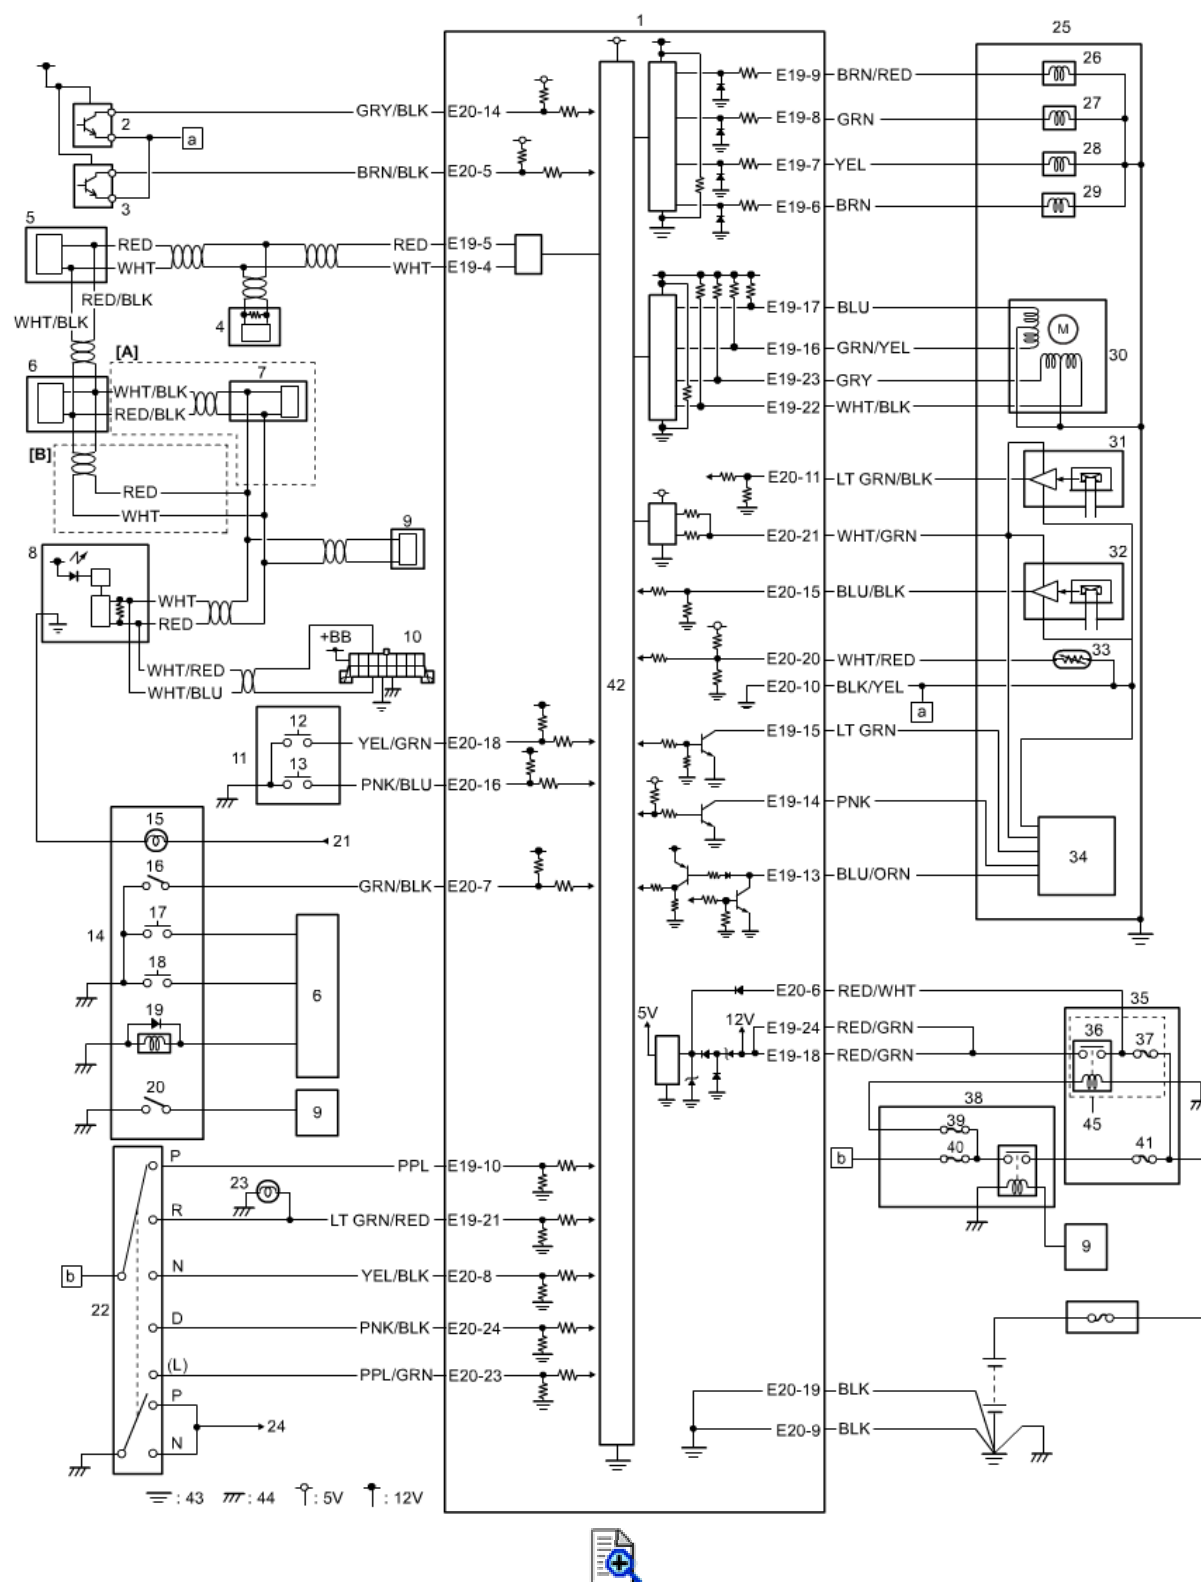 1
25
26
E19-9 BRN/RED
2
GRY/BLK E20-14
27
E19-8 GRN
a
28
E19-7 YEL
BRN/BLK E20-5
3
29
E19-6 BRN
5
RED RED E19-5
WHT WHT E19-4
RED/BLK
WHT/BLK
4
E19-17 BLU
M
30
E19-16 GRN/YEL
[A]
6
7
E19-23 GRY
WHT/BLK
RED/BLK
E19-22 WHT/BLK
[B]
31
E20-11 LT GRN/BLK
RED
WHT
9
E20-21 WHT/GRN
8
32
E20-15 BLU/BLK
WHT
RED
+BB
10
33
E20-20 WHT/RED
WHT/RED
WHT/BLU
42
E20-10 BLK/YEL
a
12
YEL/GRN E20-18
E19-15 LT GRN
11
13
PNK/BLU E20-16
E19-14 PNK
15
21
34
16
GRN/BLK E20-7
E19-13 BLU/ORN
17
14
18
6
E20-6 RED/WHT
35
19
5V
12V
E19-24 RED/GRN
36
37
E19-18 RED/GRN
20
9
38
45
39
40
41
b
P
PPL E19-10
23
R
LT GRN/RED E19-21
9
N
YEL/BLK E20-8
b
22
D
PNK/BLK E20-24
(L)
PPL/GRN E20-23
P
E20-19 BLK
24
N
E20-9 BLK
: 43 : 44 : 5V : 12V